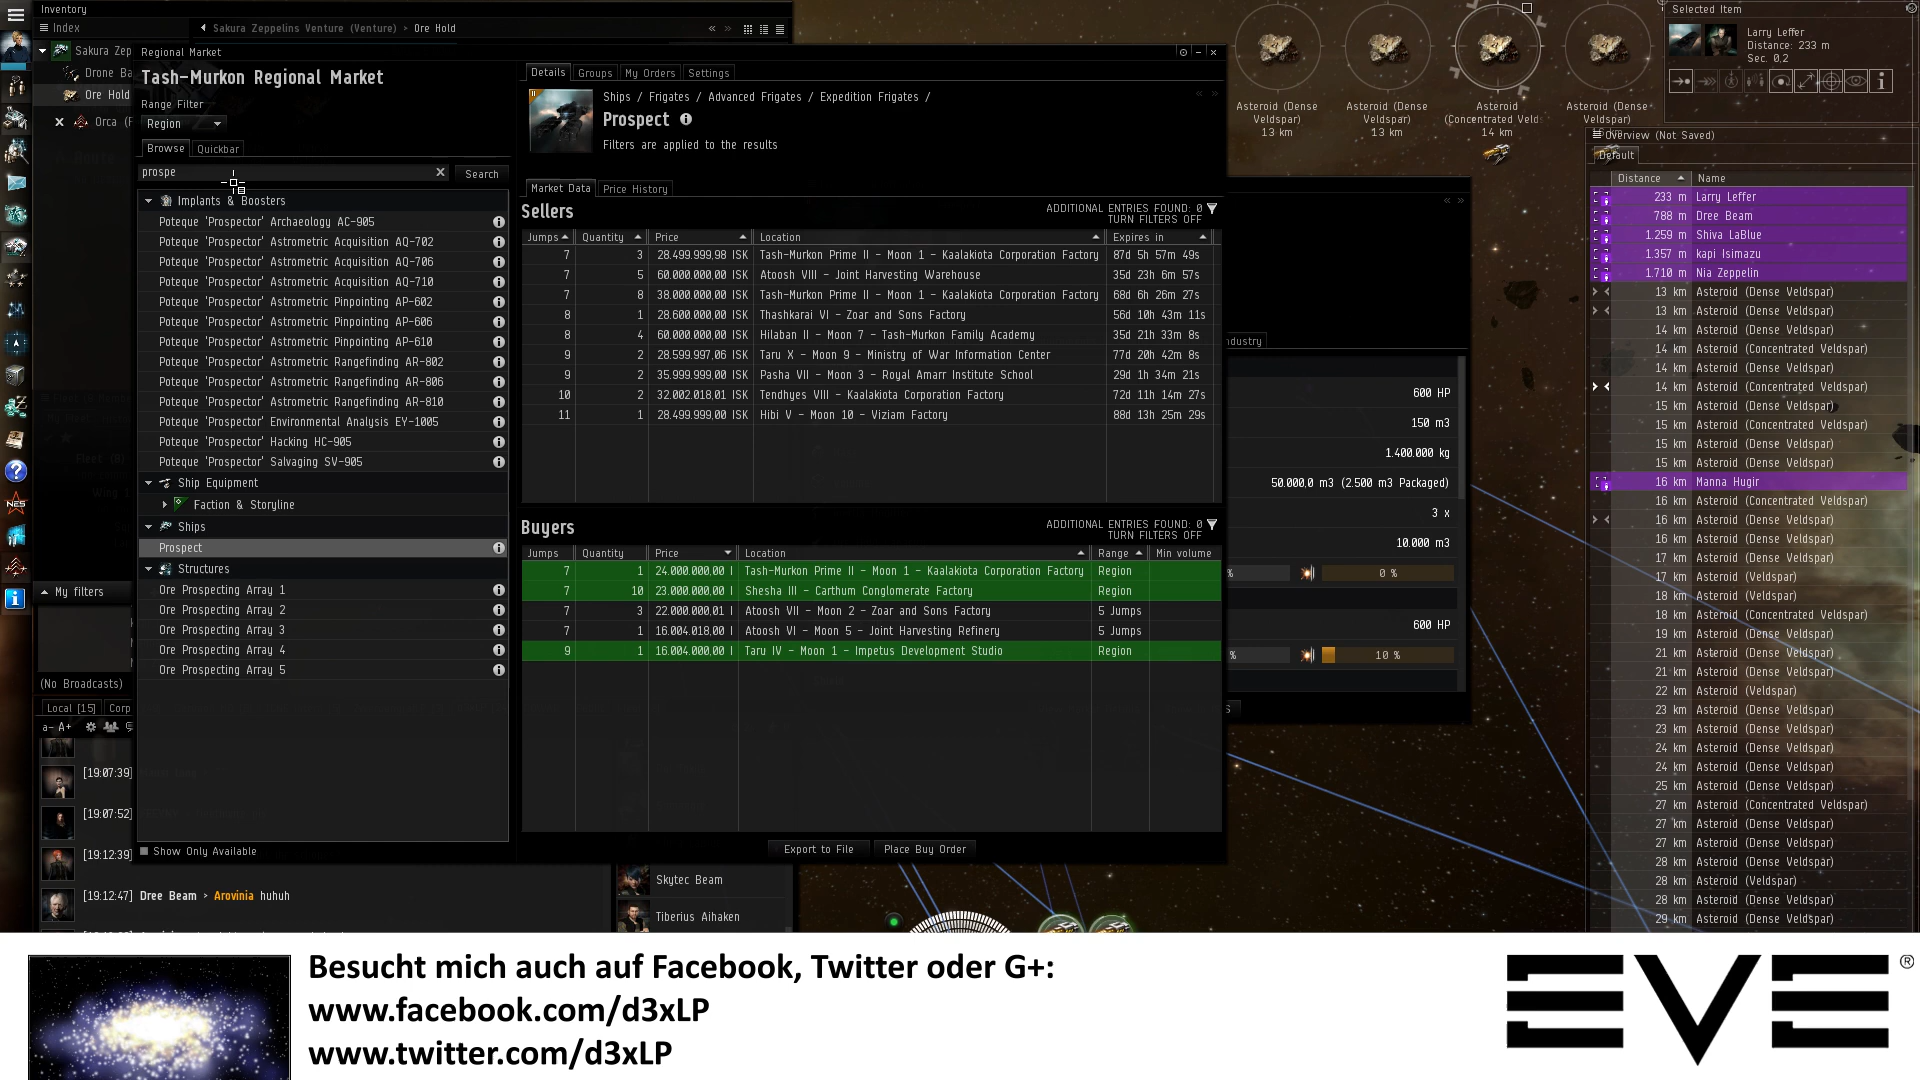 Inventory
Index
Sakura Zeppelins Venture (Venture) › Ore Hold
Sakura Zep
Drone Ba
Ore Hold
Orca (F
Regional Market
Tash-Murkon Regional Market
Range Filter
Region
Browse
Quickbar
prospe
Search
Implants & Boosters
Poteque 'Prospector' Archaeology AC-905
Poteque 'Prospector' Astrometric Acquisition AQ-702
Poteque 'Prospector' Astrometric Acquisition AQ-706
Poteque 'Prospector' Astrometric Acquisition AQ-710
Poteque 'Prospector' Astrometric Pinpointing AP-602
Poteque 'Prospector' Astrometric Pinpointing AP-606
Poteque 'Prospector' Astrometric Pinpointing AP-610
Poteque 'Prospector' Astrometric Rangefinding AR-802
Poteque 'Prospector' Astrometric Rangefinding AR-806
Poteque 'Prospector' Astrometric Rangefinding AR-810
Poteque 'Prospector' Environmental Analysis EY-1005
Poteque 'Prospector' Hacking HC-905
Poteque 'Prospector' Salvaging SV-905
Ship Equipment
Faction & Storyline
Ships
Prospect
Structures
Ore Prospecting Array 1
Ore Prospecting Array 2
Ore Prospecting Array 3
Ore Prospecting Array 4
Ore Prospecting Array 5
Show Only Available
My filters
(No Broadcasts)
Local [15]
Corp
a- A+
[19:07:39]
[19:07:52]
[19:12:39]
[19:12:47] Dree Beam > Arovinia huhuh
Details
Groups
My Orders
Settings
Ships / Frigates / Advanced Frigates / Expedition Frigates /
Prospect
Filters are applied to the results
Market Data
Price History
Sellers
ADDITIONAL ENTRIES FOUND: 0
TURN FILTERS OFF
Jumps Quantity Price Location Expires in
7 3 28.499.999,98 ISK Tash-Murkon Prime II - Moon 1 - Kaalakiota Corporation Factory 87d 5h 57m 49s
7 5 60.000.000,00 ISK Atoosh VIII - Joint Harvesting Warehouse 35d 23h 6m 57s
7 8 38.000.000,00 ISK Tash-Murkon Prime II - Moon 1 - Kaalakiota Corporation Factory 68d 6h 26m 27s
8 1 28.600.000,00 ISK Thashkarai VI - Zoar and Sons Factory 56d 10h 43m 11s
8 4 60.000.000,00 ISK Hilaban II - Moon 7 - Tash-Murkon Family Academy 35d 21h 33m 8s
9 2 28.599.997,06 ISK Taru X - Moon 9 - Ministry of War Information Center 77d 20h 42m 8s
9 2 35.999.999,00 ISK Pasha VII - Moon 3 - Royal Amarr Institute School 29d 1h 34m 21s
10 2 32.002.018,01 ISK Tendhyes VIII - Kaalakiota Corporation Factory 72d 11h 14m 27s
11 1 28.499.999,00 ISK Hibi V - Moon 10 - Viziam Factory 88d 13h 25m 29s
Buyers
ADDITIONAL ENTRIES FOUND: 0
TURN FILTERS OFF
Jumps Quantity Price Location Range Min volume
7 1 24.000.000,00 I Tash-Murkon Prime II - Moon 1 - Kaalakiota Corporation Factory Region
7 10 23.000.000,00 I Shesha III - Carthum Conglomerate Factory Region
7 3 22.000.000,01 I Atoosh VII - Moon 2 - Zoar and Sons Factory 5 Jumps
7 1 16.004.018,00 I Atoosh VI - Moon 5 - Joint Harvesting Refinery 5 Jumps
9 1 16.004.000,00 I Taru IV - Moon 1 - Impetus Development Studio Region
Export to File
Place Buy Order
Skytec Beam
Tiberius Aihaken
ndustry
600 HP
150 m3
1.400.000 kg
50.000,0 m3 (2.500 m3 Packaged)
3 x
10.000 m3
%
0 %
600 HP
%
10 %
S
Asteroid (Dense Veldspar)
13 km
Asteroid (Dense Veldspar)
13 km
Asteroid (Concentrated Veld
14 km
Asteroid (Dense Veldspar)
13 km
Selected Item
Larry Leffer
Distance: 233 m
Sec. 0,2
Overview (Not Saved)
Default
Distance Name
233 m Larry Leffer
788 m Dree Beam
1.259 m Shiva LaBlue
1.357 m kapi Isimazu
1.710 m Nia Zeppelin
13 km Asteroid (Dense Veldspar)
13 km Asteroid (Dense Veldspar)
14 km Asteroid (Dense Veldspar)
14 km Asteroid (Concentrated Veldspar)
14 km Asteroid (Dense Veldspar)
14 km Asteroid (Concentrated Veldspar)
15 km Asteroid (Dense Veldspar)
15 km Asteroid (Concentrated Veldspar)
15 km Asteroid (Dense Veldspar)
15 km Asteroid (Dense Veldspar)
16 km Manna Hugir
16 km Asteroid (Concentrated Veldspar)
16 km Asteroid (Dense Veldspar)
16 km Asteroid (Dense Veldspar)
17 km Asteroid (Dense Veldspar)
17 km Asteroid (Veldspar)
18 km Asteroid (Veldspar)
18 km Asteroid (Concentrated Veldspar)
19 km Asteroid (Dense Veldspar)
21 km Asteroid (Dense Veldspar)
21 km Asteroid (Dense Veldspar)
22 km Asteroid (Veldspar)
23 km Asteroid (Dense Veldspar)
23 km Asteroid (Dense Veldspar)
24 km Asteroid (Dense Veldspar)
24 km Asteroid (Dense Veldspar)
25 km Asteroid (Dense Veldspar)
27 km Asteroid (Concentrated Veldspar)
27 km Asteroid (Dense Veldspar)
27 km Asteroid (Dense Veldspar)
28 km Asteroid (Dense Veldspar)
28 km Asteroid (Veldspar)
28 km Asteroid (Dense Veldspar)
29 km Asteroid (Dense Veldspar)
Besucht mich auch auf Facebook, Twitter oder G+:
www.facebook.com/d3xLP
www.twitter.com/d3xLP
EVE®